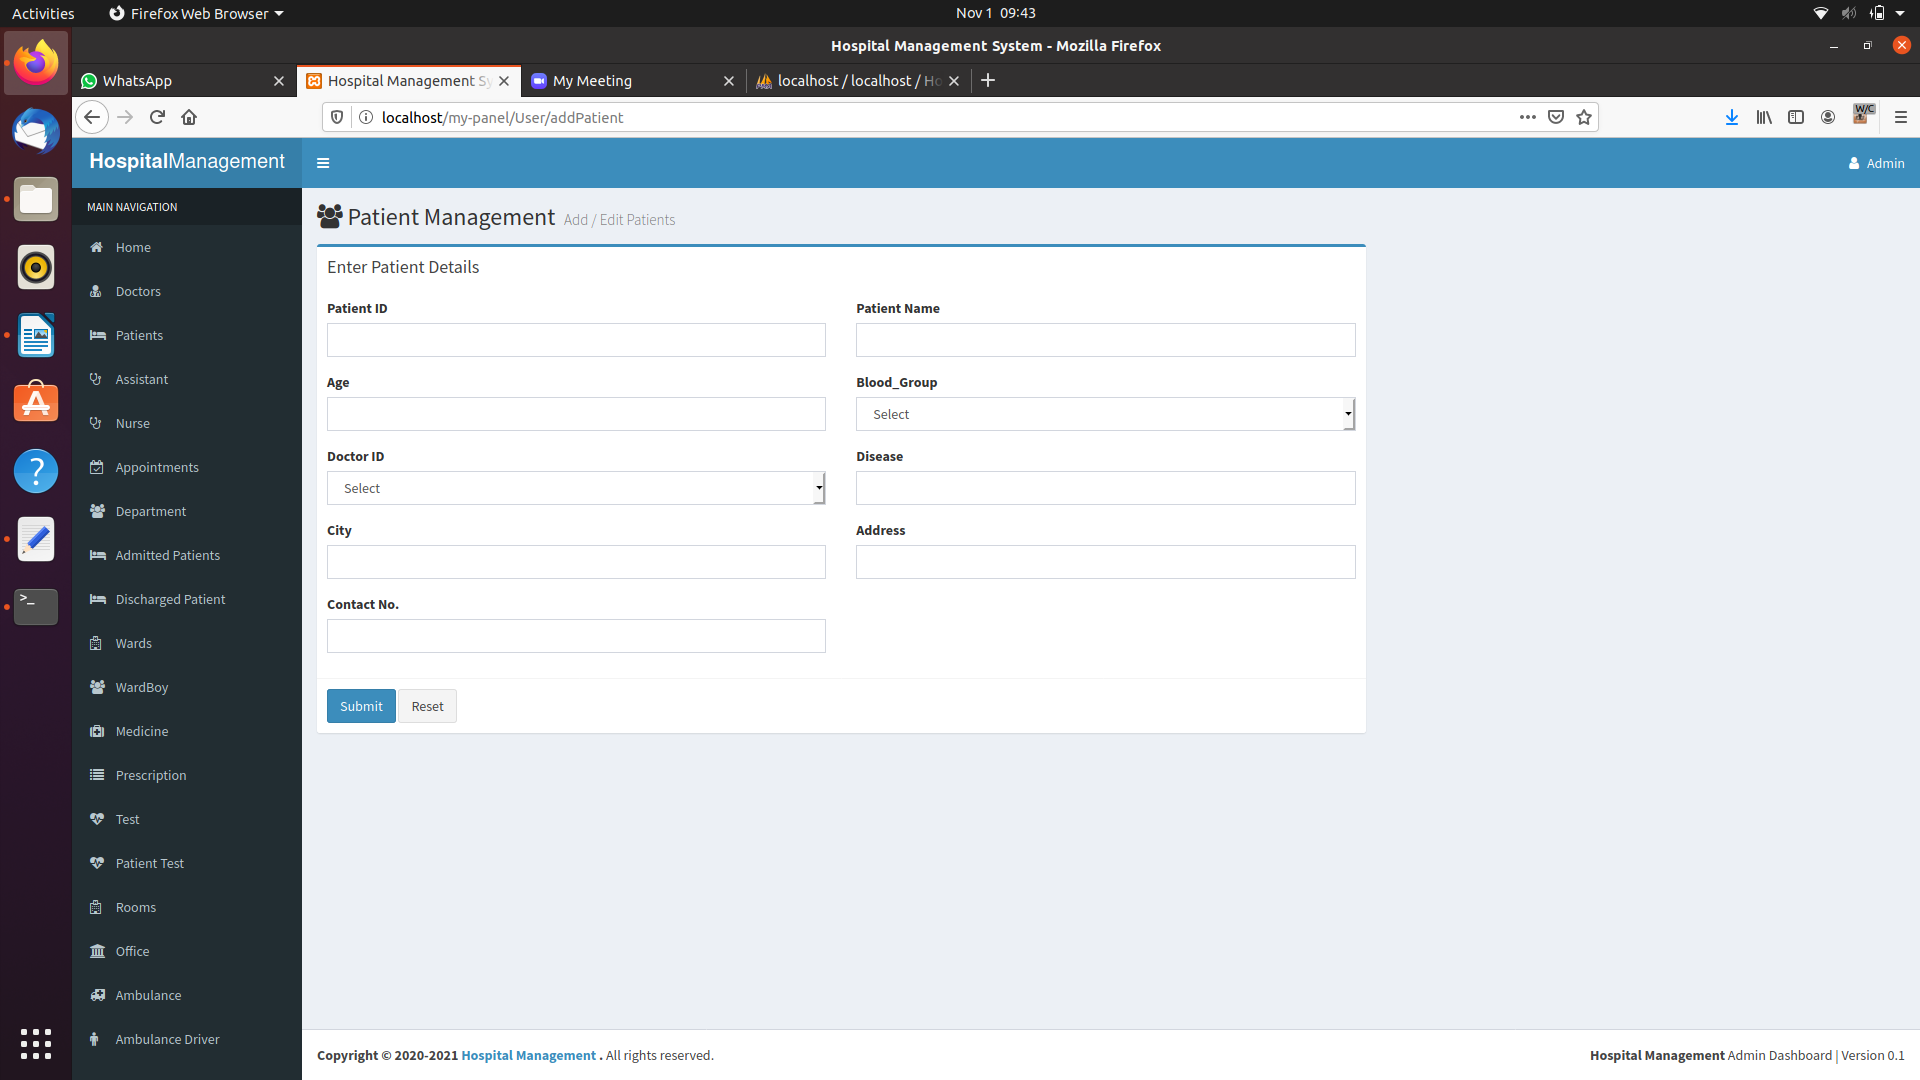 Activities
Firefox Web Browser
Nov 1 09:43
Hospital Management System - Mozilla Firefox
WhatsApp
Hospital Management Sy
My Meeting
localhost / localhost / Ho
localhost/my-panel/User/addPatient
W/C
HospitalManagement
Admin
MAIN NAVIGATION
Home
Doctors
Patients
Assistant
Nurse
Appointments
Department
Admitted Patients
Discharged Patient
Wards
WardBoy
Medicine
Prescription
Test
Patient Test
Rooms
Office
Ambulance
Ambulance Driver
Patient Management Add / Edit Patients
Enter Patient Details
Patient ID
Patient Name
Age
Blood_Group
Select
Doctor ID
Disease
Select
City
Address
Contact No.
Submit
Reset
Copyright © 2020-2021 Hospital Management . All rights reserved.
Hospital Management Admin Dashboard | Version 0.1